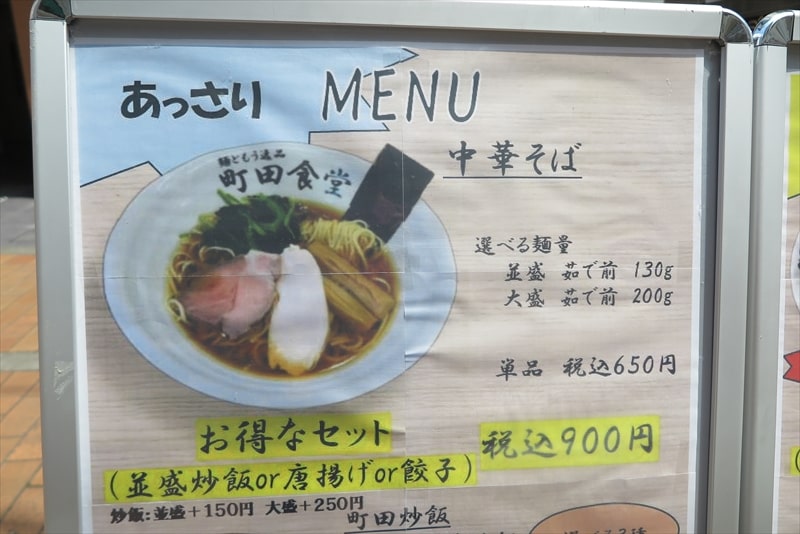 あっさり MENU
麺ともう一品
町田食堂
中華そば
選べる麺量
並盛 茹で前 130g
大盛 茹で前 200g
単品 税込650円
お得なセット 税込900円
(並盛炒飯or唐揚げor餃子)
炒飯:並盛+150円 大盛+250円
町田炒飯